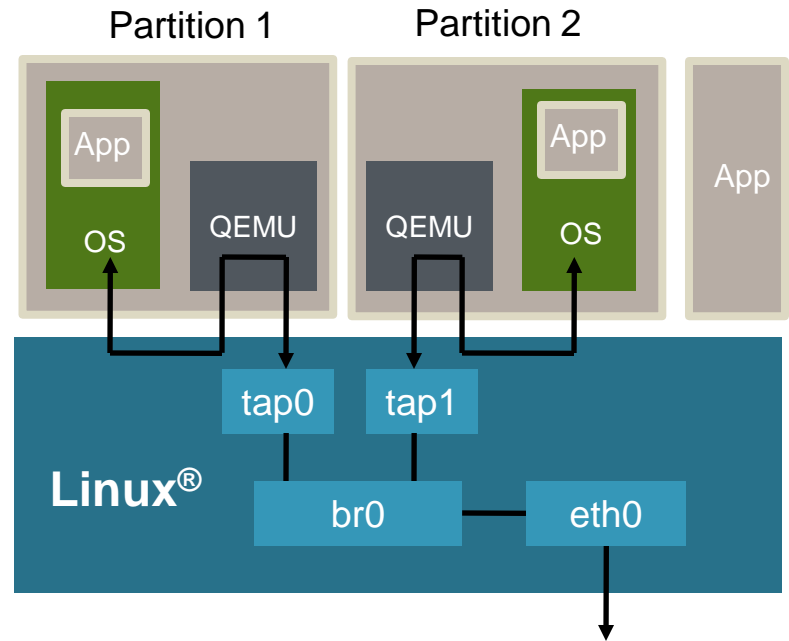 Partition 1
Partition 2
App
OS
QEMU
QEMU
App
OS
App
tap0
tap1
Linux®
br0
eth0